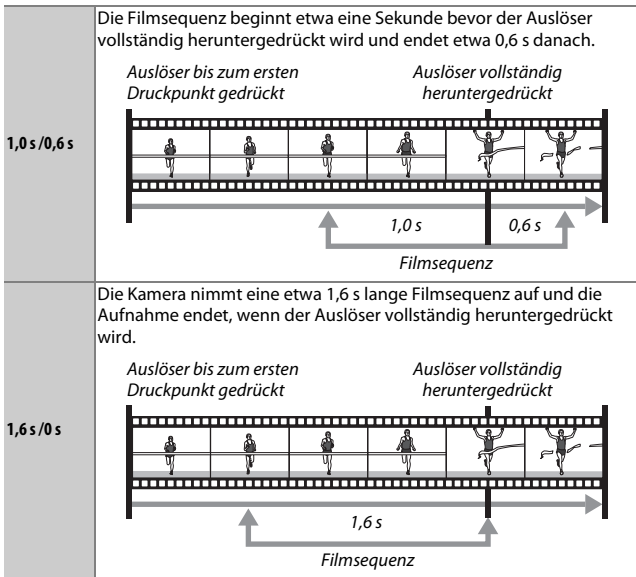 Die Filmsequenz beginnt etwa eine Sekunde bevor der Auslöser
vollständig heruntergedrückt wird und endet etwa 0,6 s danach.
Auslöser bis zum ersten
Druckpunkt gedrückt
Auslöser vollständig
heruntergedrückt
1,0 s/0,6 s
1,0 s
0,6 s
Filmsequenz
Die Kamera nimmt eine etwa 1,6 s lange Filmsequenz auf und die
Aufnahme endet, wenn der Auslöser vollständig heruntergedrückt
wird.
Auslöser bis zum ersten
Druckpunkt gedrückt
Auslöser vollständig
heruntergedrückt
1,6 s/0 s
1,6 s
Filmsequenz